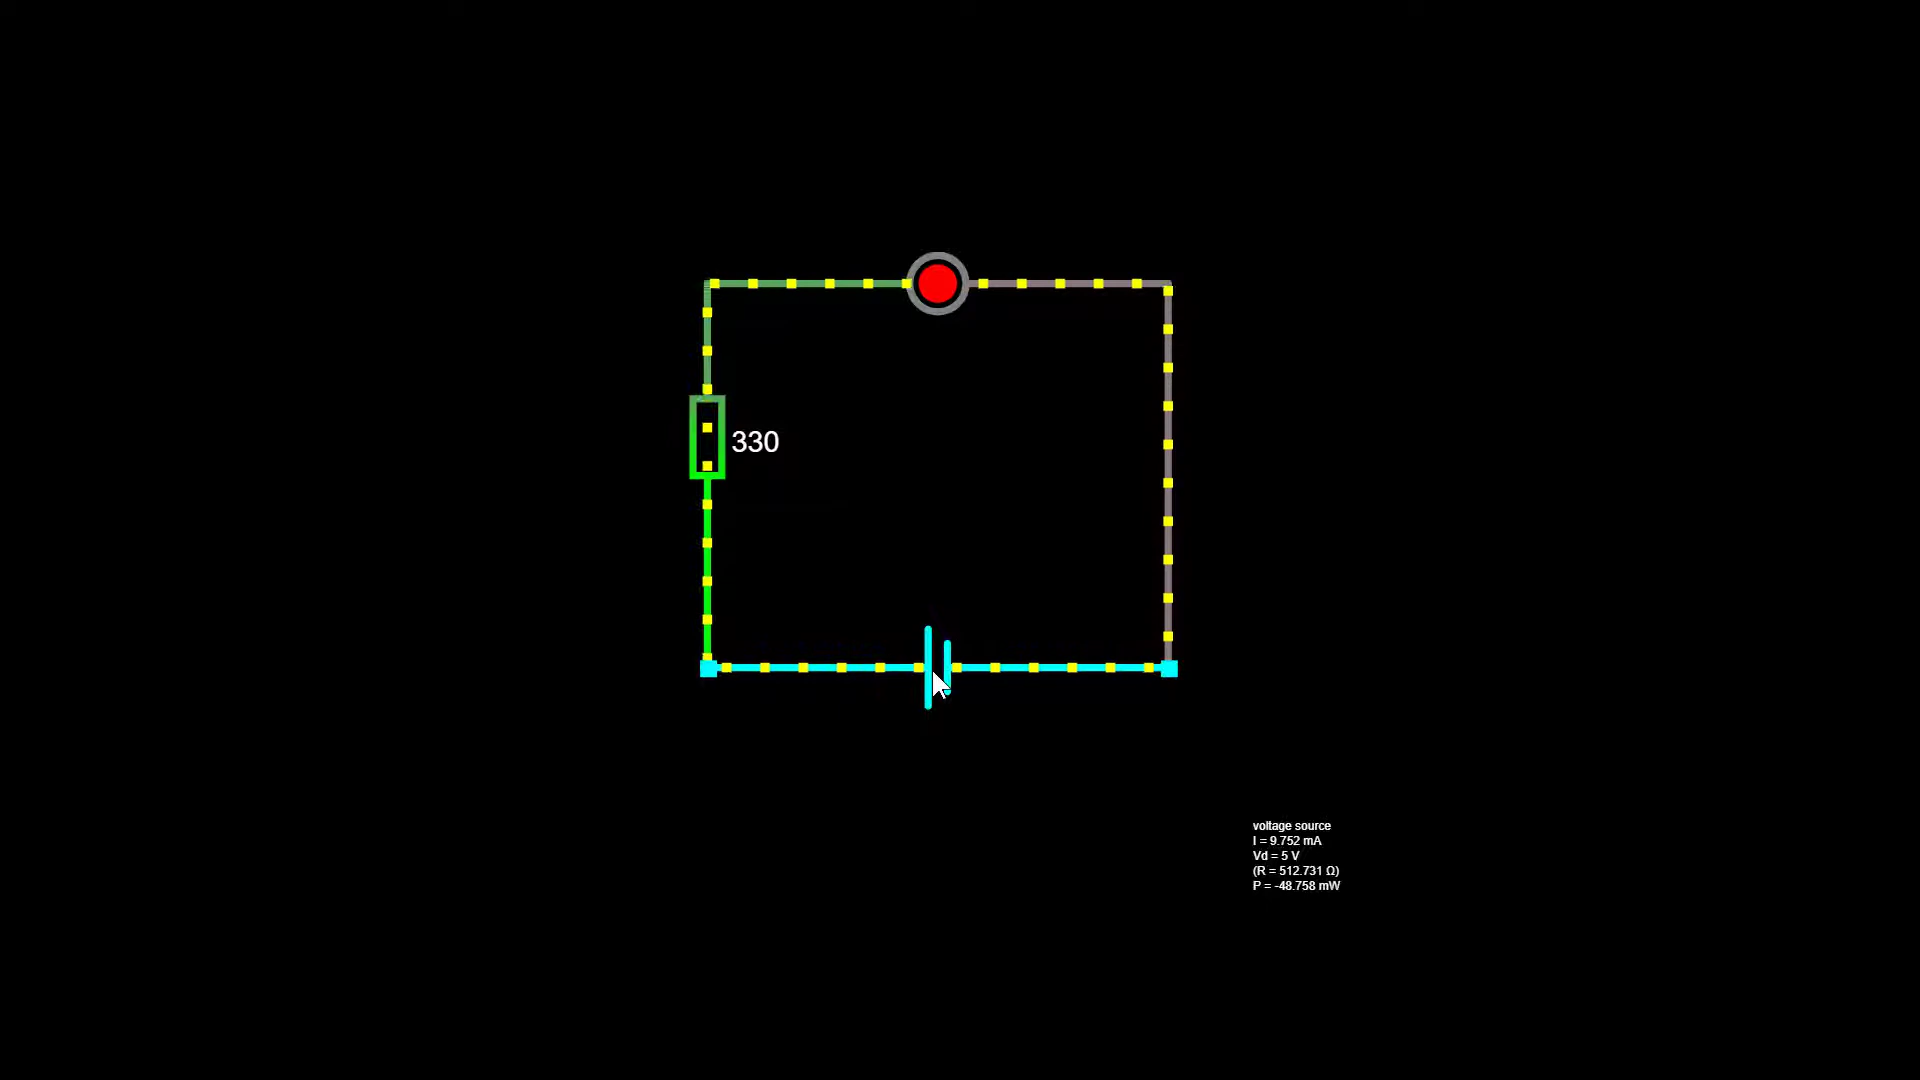 330
voltage source
I = 9.752 mA
Vd = 5 V
(R = 512.731 Ω)
P = -48.758 mW